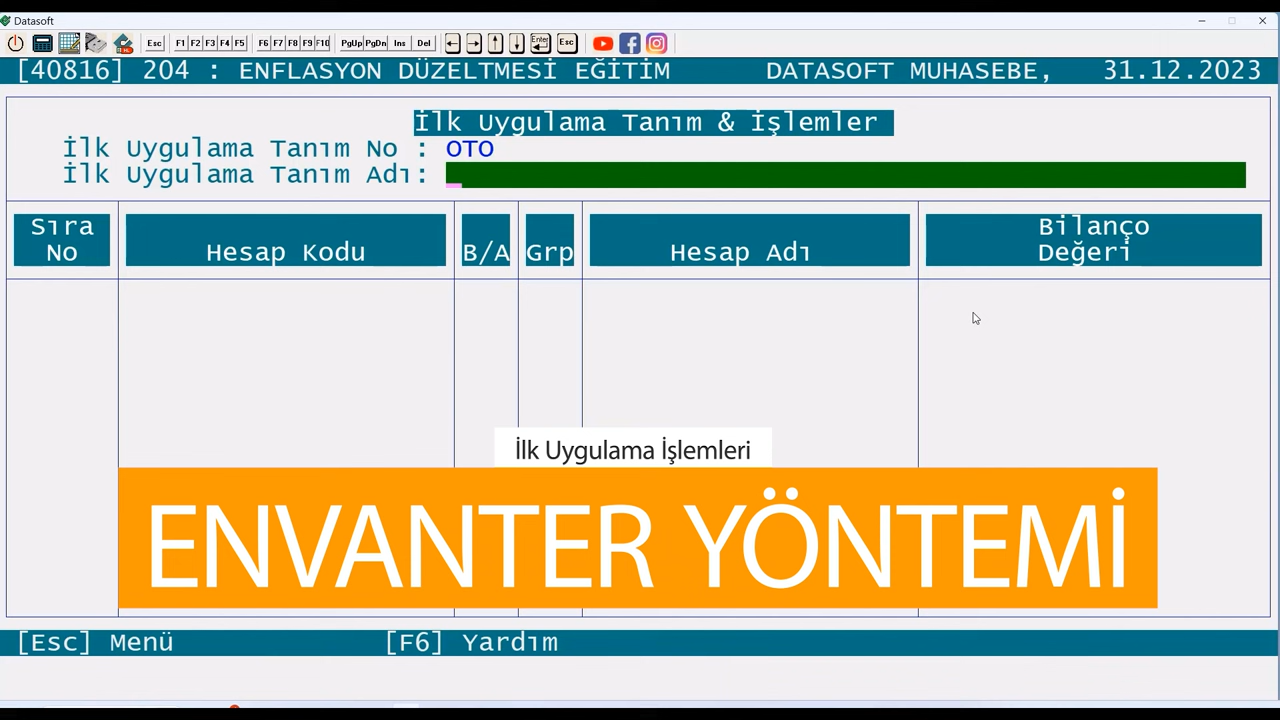 Datasoft
Esc F1 F2 F3 F4 F5 F6 F7 F8 F9 F10 PgUp PgDn Ins Del Enter Esc
[40816] 204 : ENFLASYON DÜZELTMESİ EĞİTİM DATASOFT MUHASEBE, 31.12.2023
İlk Uygulama Tanım & İşlemler
İlk Uygulama Tanım No : OTO
İlk Uygulama Tanım Adı:
Sıra No Hesap Kodu B/A Grp Hesap Adı Bilanço Değeri
İlk Uygulama İşlemleri
ENVANTER YÖNTEMİ
[Esc] Menü [F6] Yardım